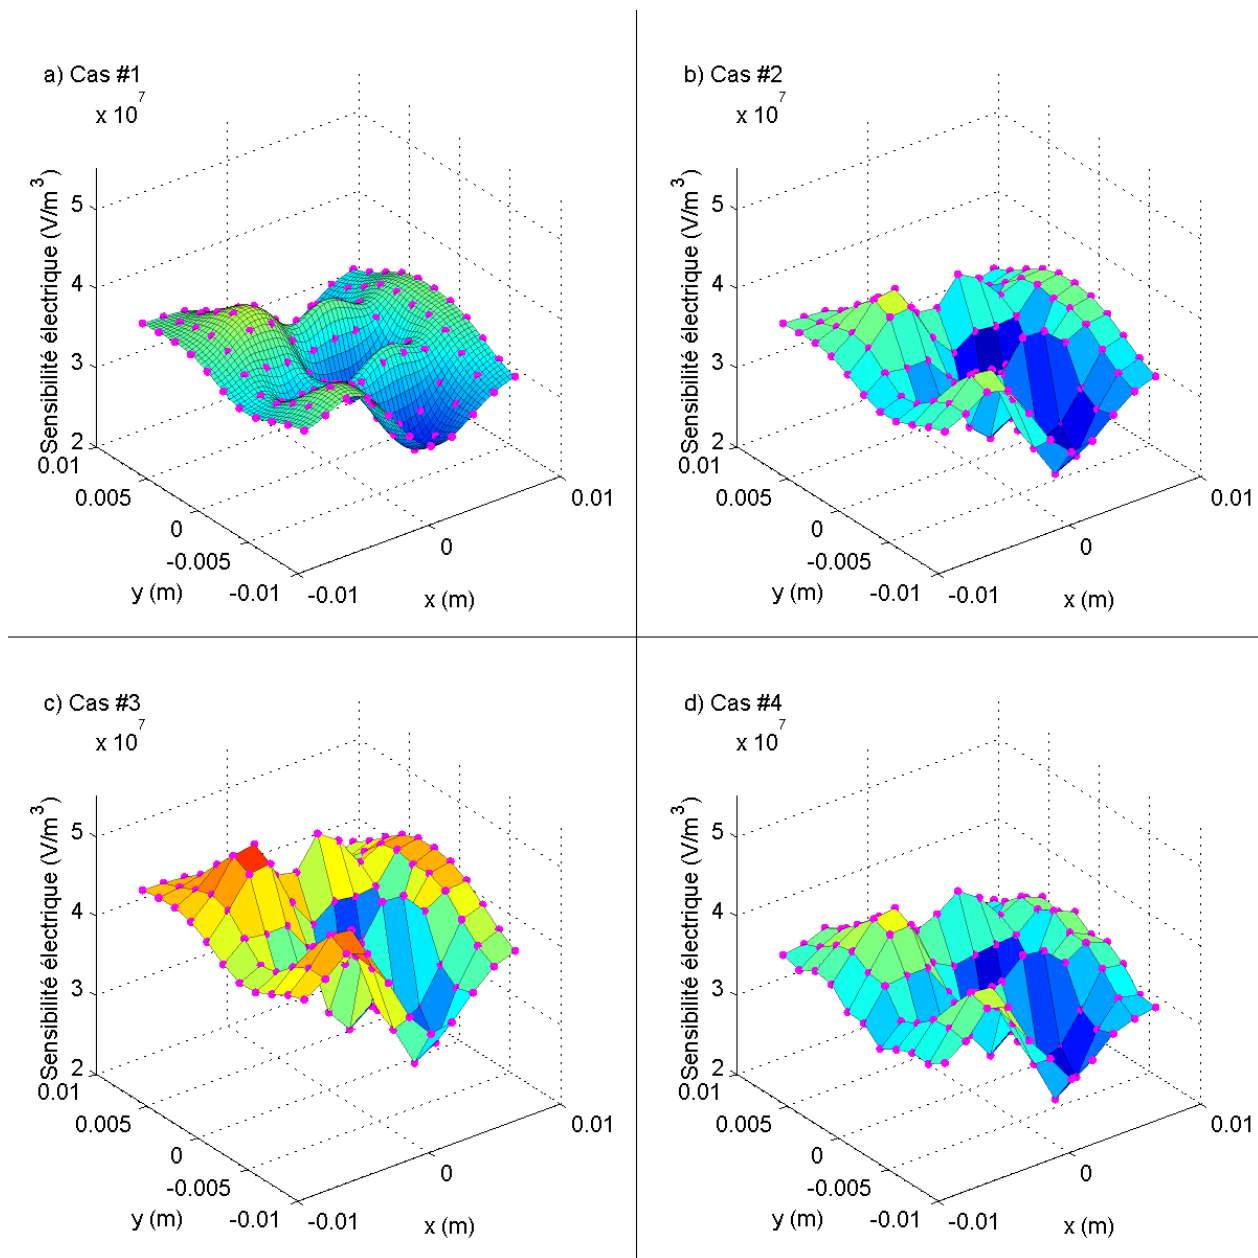 a) Cas #1
x 10^7
Sensibilité électrique (V/m^3)
5
4
3
2
0.01
0.005
0
-0.005
-0.01
y (m)
-0.01
0
0.01
x (m)
b) Cas #2
x 10^7
Sensibilité électrique (V/m^3)
5
4
3
2
0.01
0.005
0
-0.005
-0.01
y (m)
-0.01
0
0.01
x (m)
c) Cas #3
x 10^7
Sensibilité électrique (V/m^3)
5
4
3
2
0.01
0.005
0
-0.005
-0.01
y (m)
-0.01
0
0.01
x (m)
d) Cas #4
x 10^7
Sensibilité électrique (V/m^3)
5
4
3
2
0.01
0.005
0
-0.005
-0.01
y (m)
-0.01
0
0.01
x (m)